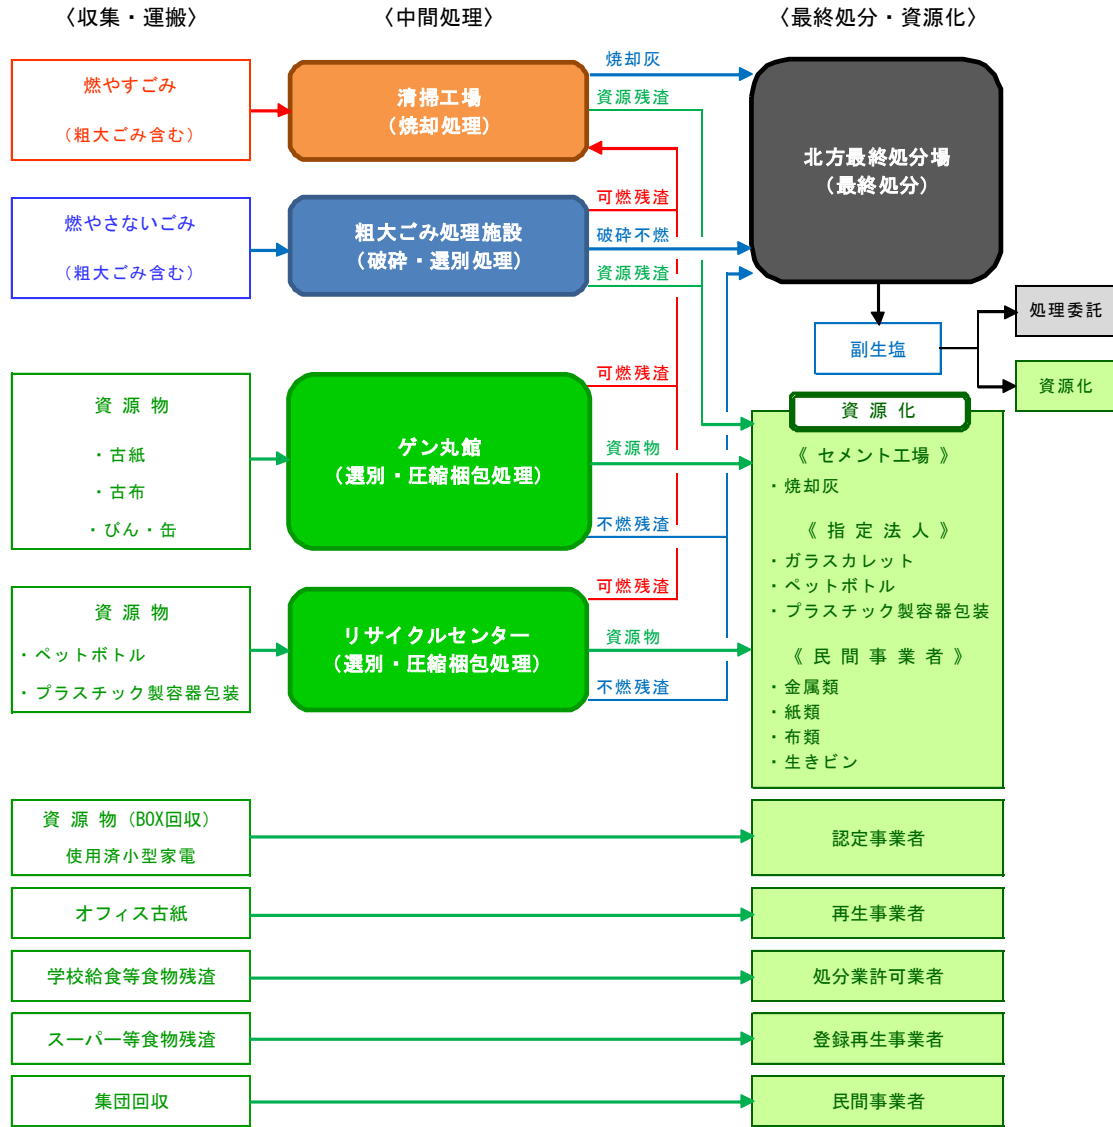 〈収集・運搬〉
〈中間処理〉
〈最終処分・資源化〉
燃やすごみ
（粗大ごみ含む）
清掃工場
（焼却処理）
焼却灰
資源残渣
北方最終処分場
（最終処分）
燃やさないごみ
（粗大ごみ含む）
粗大ごみ処理施設
（破砕・選別処理）
可燃残渣
破砕不燃
資源残渣
副生塩
処理委託
資源化
資源物
・古紙
・古布
・びん・缶
ゲン丸館
（選別・圧縮梱包処理）
可燃残渣
資源物
不燃残渣
資源物
・ペットボトル
・プラスチック製容器包装
リサイクルセンター
（選別・圧縮梱包処理）
可燃残渣
資源物
不燃残渣
資源化
《 セメント工場 》
・焼却灰
《 指定法人 》
・ガラスカレット
・ペットボトル
・プラスチック製容器包装
《 民間事業者 》
・金属類
・紙類
・布類
・生きビン
資源物（BOX回収）
使用済小型家電
認定事業者
オフィス古紙
再生事業者
学校給食等食物残渣
処分業許可業者
スーパー等食物残渣
登録再生事業者
集団回収
民間事業者